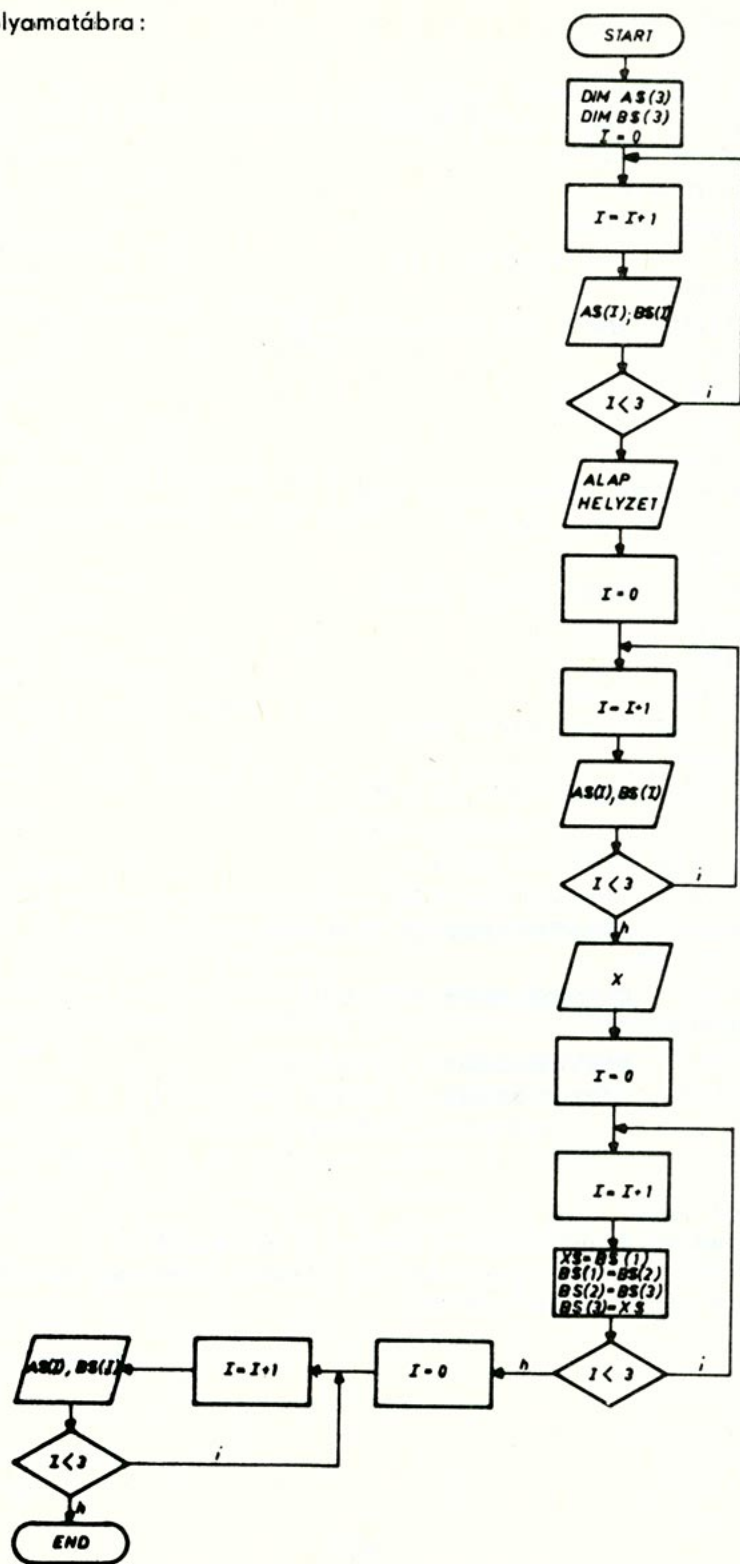 lyamatábra:
START
DIM A$(3)
DIM B$(3)
I = 0
I = I+1
A$(I); B$(I)
I < 3
i
ALAP
HELYZET
I = 0
I = I+1
A$(I), B$(I)
I < 3
i
h
X
I = 0
I = I+1
X$=B$(1)
B$(1)=B$(2)
B$(2)=B$(3)
B$(3)=X$
I < 3
i
h
I = 0
I = I+1
A$(I), B$(I)
I < 3
i
h
END